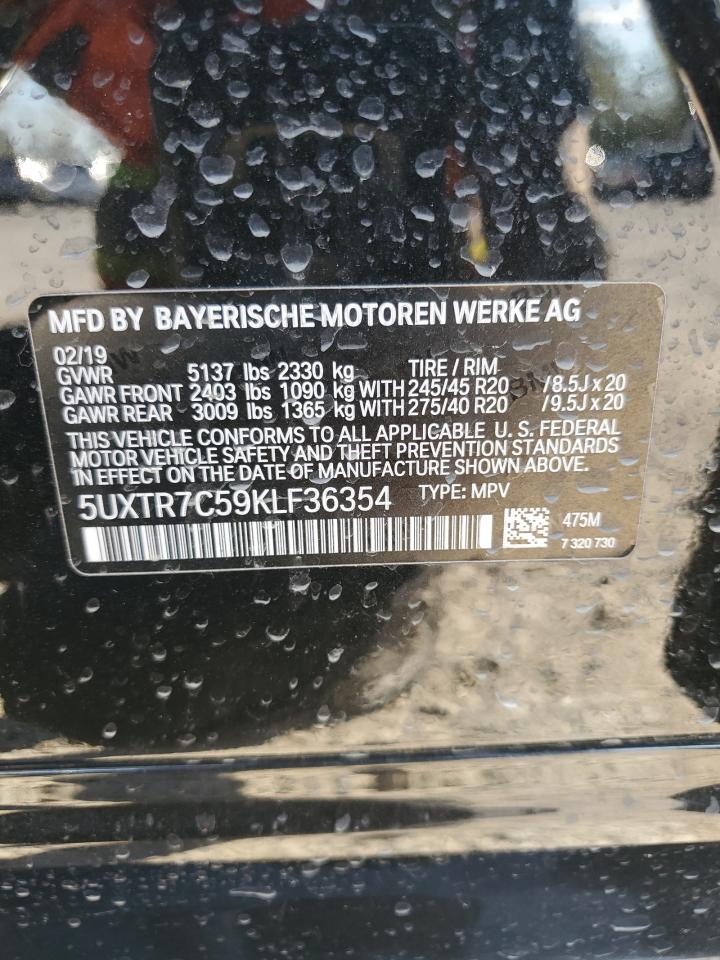 MFD BY BAYERISCHE MOTOREN WERKE AG
02/19
GVWR 5137 lbs 2330 kg TIRE / RIM
GAWR FRONT 2403 lbs 1090 kg WITH 245/45 R20 /8.5J x 20
GAWR REAR 3009 lbs 1365 kg WITH 275/40 R20 /9.5J x 20
THIS VEHICLE CONFORMS TO ALL APPLICABLE U. S. FEDERAL
MOTOR VEHICLE SAFETY AND THEFT PREVENTION STANDARDS
IN EFFECT ON THE DATE OF MANUFACTURE SHOWN ABOVE.
5UXTR7C59KLF36354 TYPE: MPV
475M
7 320 730